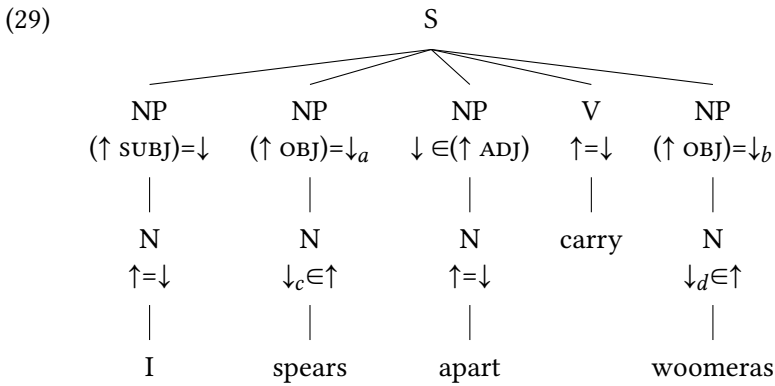 (29) S
NP NP NP V NP
(↑ SUBJ)=↓ (↑ OBJ)=↓a ↓ ∈(↑ ADJ) ↑=↓ (↑ OBJ)=↓b
N N N carry N
↑=↓ ↓c∈↑ ↑=↓ ↓d∈↑
I spears apart woomeras